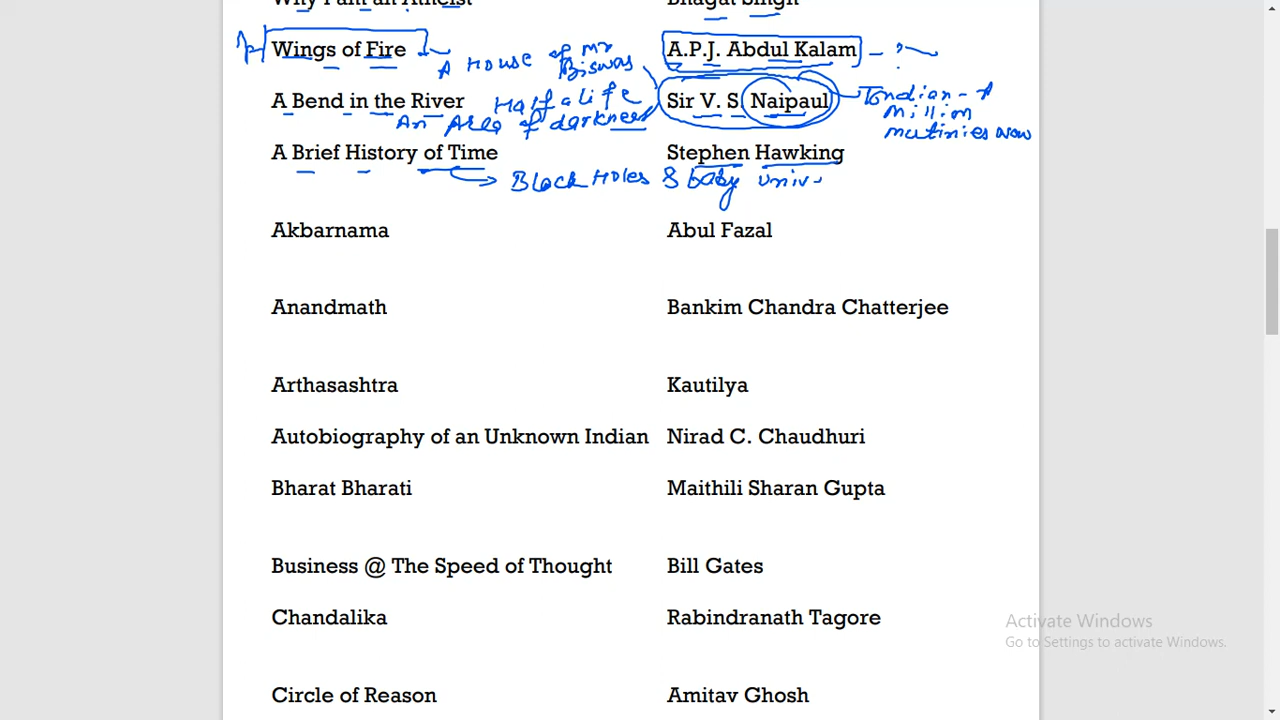 Why I am an Atheist Bhagat Singh
Wings of Fire A House of Mr Biswas A.P.J. Abdul Kalam - ?
A Bend in the River Half a life Sir V. S. Naipaul Indian - A
An Area of darkness million
mutinies now
A Brief History of Time Stephen Hawking
Black Holes & baby univ-
Akbarnama Abul Fazal
Anandmath Bankim Chandra Chatterjee
Arthasashtra Kautilya
Autobiography of an Unknown Indian Nirad C. Chaudhuri
Bharat Bharati Maithili Sharan Gupta
Business @ The Speed of Thought Bill Gates
Chandalika Rabindranath Tagore
Activate Windows
Go to Settings to activate Windows.
Circle of Reason Amitav Ghosh